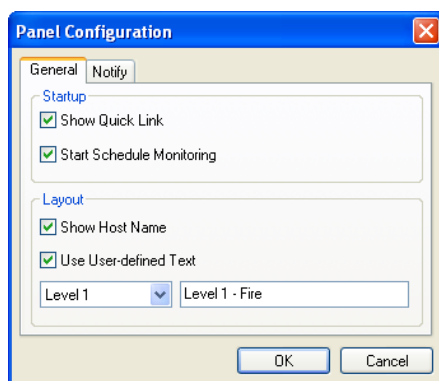 Panel Configuration
General Notify
Startup
Show Quick Link
Start Schedule Monitoring
Layout
Show Host Name
Use User-defined Text
Level 1 Level 1 - Fire
OK Cancel